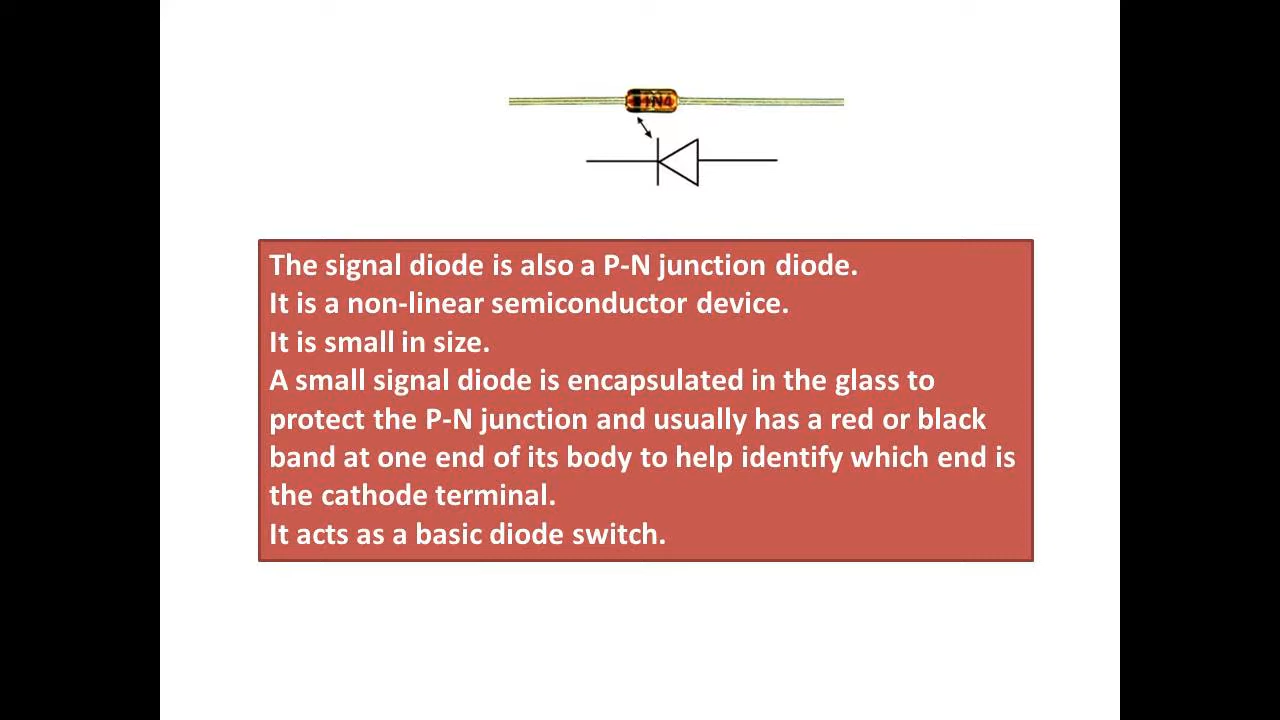 1N4
The signal diode is also a P-N junction diode.
It is a non-linear semiconductor device.
It is small in size.
A small signal diode is encapsulated in the glass to
protect the P-N junction and usually has a red or black
band at one end of its body to help identify which end is
the cathode terminal.
It acts as a basic diode switch.